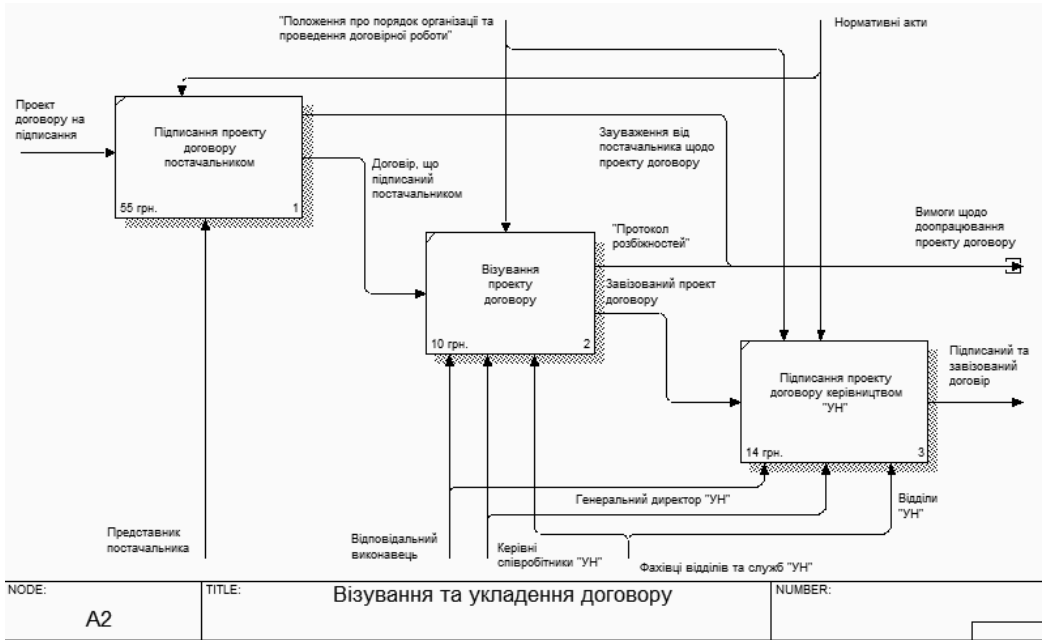 "Положення про порядок організації та
проведення договірної роботи"
Нормативні акти
Проект
договору на
підписання
Підписання проекту
договору
постачальником
55 грн.
1
Зауваження від
постачальника щодо
проекту договору
Договір, що
підписаний
постачальником
Вимоги щодо
доопрацювання
проекту договору
"Протокол
розбіжностей"
Візування
проекту
договору
10 грн.
2
Завізований проект
договору
Підписаний та
завізований
договір
Підписання проекту
договору керівництвом
"УН"
14 грн.
3
Генеральний директор "УН"
Відділи
"УН"
Представник
постачальника
Відповідальний
виконавець
Керівні
співробітники "УН"
Фахівці відділів та служб "УН"
NODE:
A2
TITLE:
Візування та укладення договору
NUMBER: